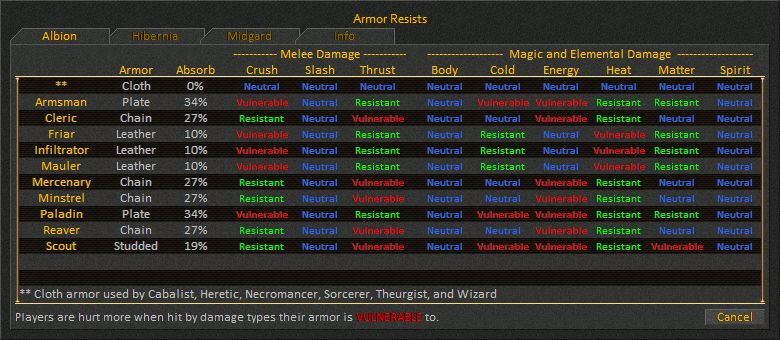 Armor Resists
Albion Hibernia Midgard Info
----------- Melee Damage ----------- ------------------- Magic and Elemental Damage -------------------
Armor Absorb Crush Slash Thrust Body Cold Energy Heat Matter Spirit
** Cloth 0% Neutral Neutral Neutral Neutral Neutral Neutral Neutral Neutral Neutral
Armsman Plate 34% Vulnerable Neutral Resistant Neutral Vulnerable Vulnerable Resistant Resistant Neutral
Cleric Chain 27% Resistant Neutral Vulnerable Neutral Neutral Vulnerable Resistant Neutral Neutral
Friar Leather 10% Vulnerable Neutral Resistant Neutral Resistant Neutral Vulnerable Resistant Neutral
Infiltrator Leather 10% Vulnerable Neutral Resistant Neutral Resistant Neutral Vulnerable Resistant Neutral
Mauler Leather 10% Vulnerable Neutral Resistant Neutral Resistant Neutral Vulnerable Resistant Neutral
Mercenary Chain 27% Resistant Neutral Vulnerable Neutral Neutral Vulnerable Resistant Neutral Neutral
Minstrel Chain 27% Resistant Neutral Vulnerable Neutral Neutral Vulnerable Resistant Neutral Neutral
Paladin Plate 34% Vulnerable Neutral Resistant Neutral Vulnerable Vulnerable Resistant Resistant Neutral
Reaver Chain 27% Resistant Neutral Vulnerable Neutral Neutral Vulnerable Resistant Neutral Neutral
Scout Studded 19% Resistant Neutral Vulnerable Neutral Vulnerable Vulnerable Resistant Vulnerable Neutral
** Cloth armor used by Cabalist, Heretic, Necromancer, Sorcerer, Theurgist, and Wizard
Players are hurt more when hit by damage types their armor is VULNERABLE to. Cancel